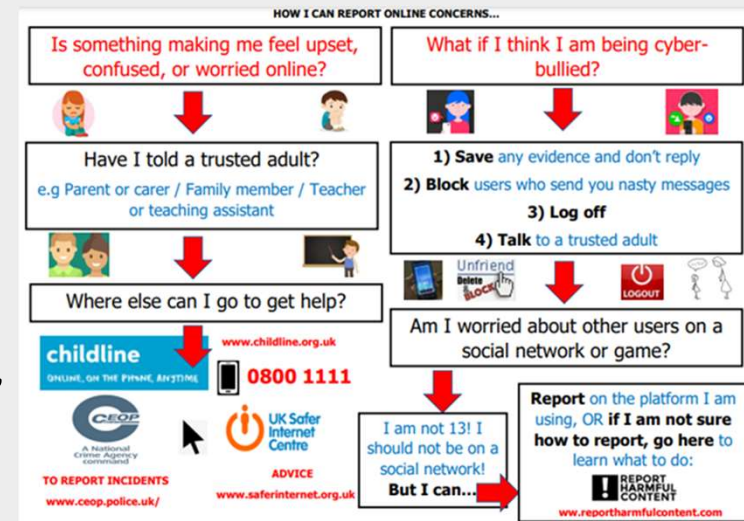 HOW I CAN REPORT ONLINE CONCERNS...
Is something making me feel upset,
confused, or worried online?
Have I told a trusted adult?
e.g Parent or carer / Family member / Teacher
or teaching assistant
Where else can I go to get help?
childline
ONLINE, ON THE PHONE, ANYTIME
www.childline.org.uk
0800 1111
CEOP
A National
Crime Agency
command
TO REPORT INCIDENTS
www.ceop.police.uk/
UK Safer
Internet
Centre
ADVICE
www.saferinternet.org.uk
What if I think I am being cyber-
bullied?
1) Save any evidence and don't reply
2) Block users who send you nasty messages
3) Log off
4) Talk to a trusted adult
Unfriend
Delete
BLOCK
LOGOUT
Am I worried about other users on a
social network or game?
I am not 13! I
should not be on a
social network!
But I can...
Report on the platform I am
using, OR if I am not sure
how to report, go here to
learn what to do:
REPORT
HARMFUL
CONTENT
ww.reportharmfulcontent.com
,